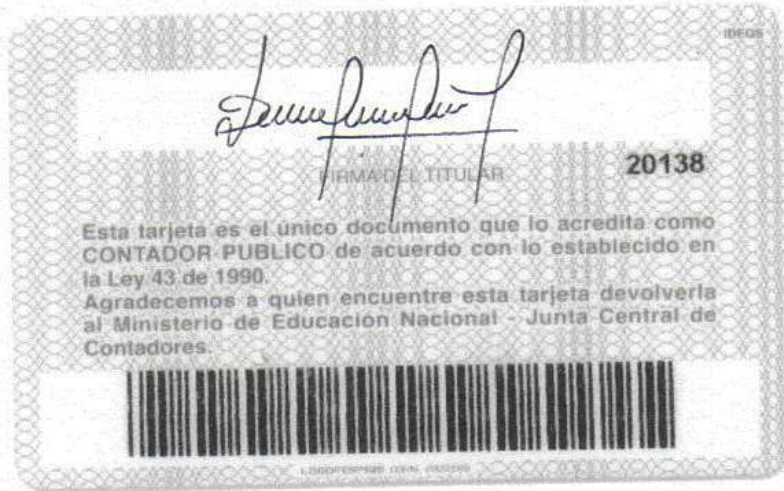 IDEOS
FIRMA DEL TITULAR
20138
Esta tarjeta es el único documento que lo acredita como
CONTADOR PUBLICO de acuerdo con lo establecido en
la Ley 43 de 1990.
Agradecemos a quien encuentre esta tarjeta devolverla
al Ministerio de Educación Nacional - Junta Central de
Contadores.